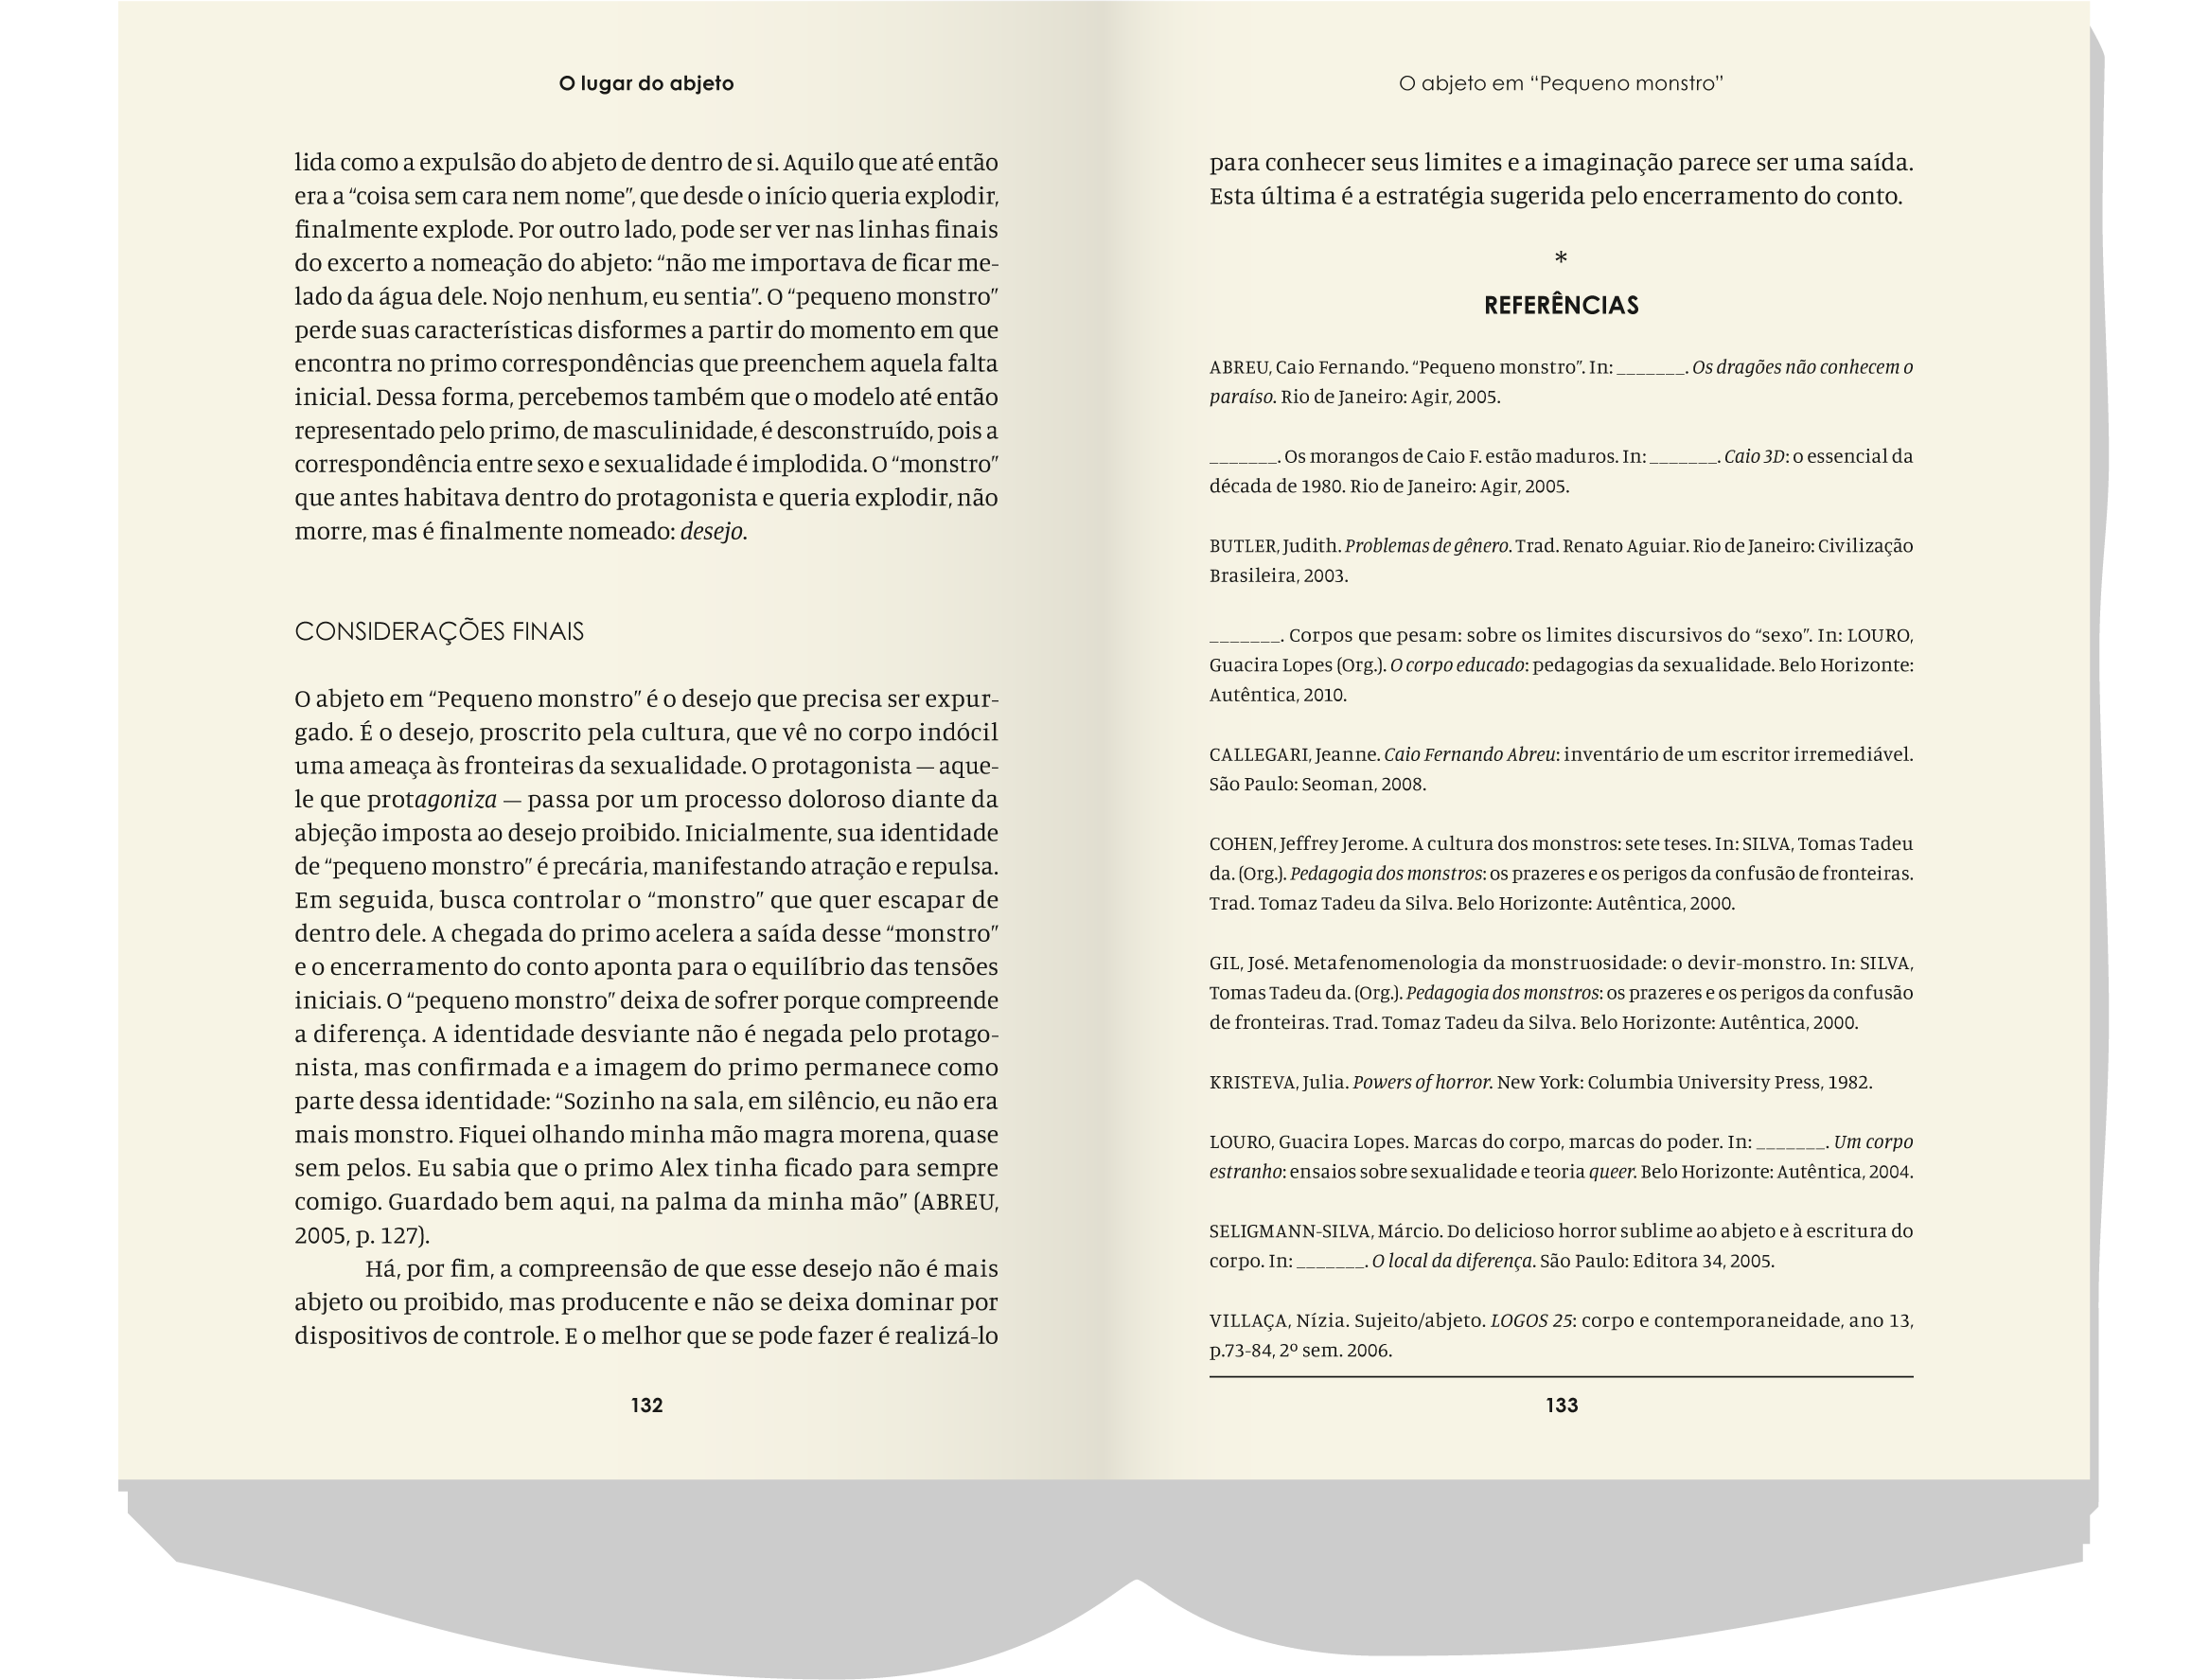 O lugar do abjeto
lida como a expulsão do abjeto de dentro de si. Aquilo que até então
era a “coisa sem cara nem nome”, que desde o início queria explodir,
finalmente explode. Por outro lado, pode ser ver nas linhas finais
do excerto a nomeação do abjeto: “não me importava de ficar me-
lado da água dele. Nojo nenhum, eu sentia”. O “pequeno monstro”
perde suas características disformes a partir do momento em que
encontra no primo correspondências que preenchem aquela falta
inicial. Dessa forma, percebemos também que o modelo até então
representado pelo primo, de masculinidade, é desconstruído, pois a
correspondência entre sexo e sexualidade é implodida. O “monstro”
que antes habitava dentro do protagonista e queria explodir, não
morre, mas é finalmente nomeado: desejo.
CONSIDERAÇÕES FINAIS
O abjeto em “Pequeno monstro” é o desejo que precisa ser expur-
gado. É o desejo, proscrito pela cultura, que vê no corpo indócil
uma ameaça às fronteiras da sexualidade. O protagonista — aque-
le que protagoniza — passa por um processo doloroso diante da
abjeção imposta ao desejo proibido. Inicialmente, sua identidade
de “pequeno monstro” é precária, manifestando atração e repulsa.
Em seguida, busca controlar o “monstro” que quer escapar de
dentro dele. A chegada do primo acelera a saída desse “monstro”
e o encerramento do conto aponta para o equilíbrio das tensões
iniciais. O “pequeno monstro” deixa de sofrer porque compreende
a diferença. A identidade desviante não é negada pelo protago-
nista, mas confirmada e a imagem do primo permanece como
parte dessa identidade: “Sozinho na sala, em silêncio, eu não era
mais monstro. Fiquei olhando minha mão magra morena, quase
sem pelos. Eu sabia que o primo Alex tinha ficado para sempre
comigo. Guardado bem aqui, na palma da minha mão” (ABREU,
2005, p. 127).
Há, por fim, a compreensão de que esse desejo não é mais
abjeto ou proibido, mas producente e não se deixa dominar por
dispositivos de controle. E o melhor que se pode fazer é realizá-lo
132
O abjeto em “Pequeno monstro”
para conhecer seus limites e a imaginação parece ser uma saída.
Esta última é a estratégia sugerida pelo encerramento do conto.
*
REFERÊNCIAS
ABREU, Caio Fernando. “Pequeno monstro”. In: _______. Os dragões não conhecem o
paraíso. Rio de Janeiro: Agir, 2005.
_______. Os morangos de Caio F. estão maduros. In: _______. Caio 3D: o essencial da
década de 1980. Rio de Janeiro: Agir, 2005.
BUTLER, Judith. Problemas de gênero. Trad. Renato Aguiar. Rio de Janeiro: Civilização
Brasileira, 2003.
_______. Corpos que pesam: sobre os limites discursivos do “sexo”. In: LOURO,
Guacira Lopes (Org.). O corpo educado: pedagogias da sexualidade. Belo Horizonte:
Autêntica, 2010.
CALLEGARI, Jeanne. Caio Fernando Abreu: inventário de um escritor irremediável.
São Paulo: Seoman, 2008.
COHEN, Jeffrey Jerome. A cultura dos monstros: sete teses. In: SILVA, Tomas Tadeu
da. (Org.). Pedagogia dos monstros: os prazeres e os perigos da confusão de fronteiras.
Trad. Tomaz Tadeu da Silva. Belo Horizonte: Autêntica, 2000.
GIL, José. Metafenomenologia da monstruosidade: o devir-monstro. In: SILVA,
Tomas Tadeu da. (Org.). Pedagogia dos monstros: os prazeres e os perigos da confusão
de fronteiras. Trad. Tomaz Tadeu da Silva. Belo Horizonte: Autêntica, 2000.
KRISTEVA, Julia. Powers of horror. New York: Columbia University Press, 1982.
LOURO, Guacira Lopes. Marcas do corpo, marcas do poder. In: _______. Um corpo
estranho: ensaios sobre sexualidade e teoria queer. Belo Horizonte: Autêntica, 2004.
SELIGMANN-SILVA, Márcio. Do delicioso horror sublime ao abjeto e à escritura do
corpo. In: _______. O local da diferença. São Paulo: Editora 34, 2005.
VILLAÇA, Nízia. Sujeito/abjeto. LOGOS 25: corpo e contemporaneidade, ano 13,
p.73-84, 2º sem. 2006.
133